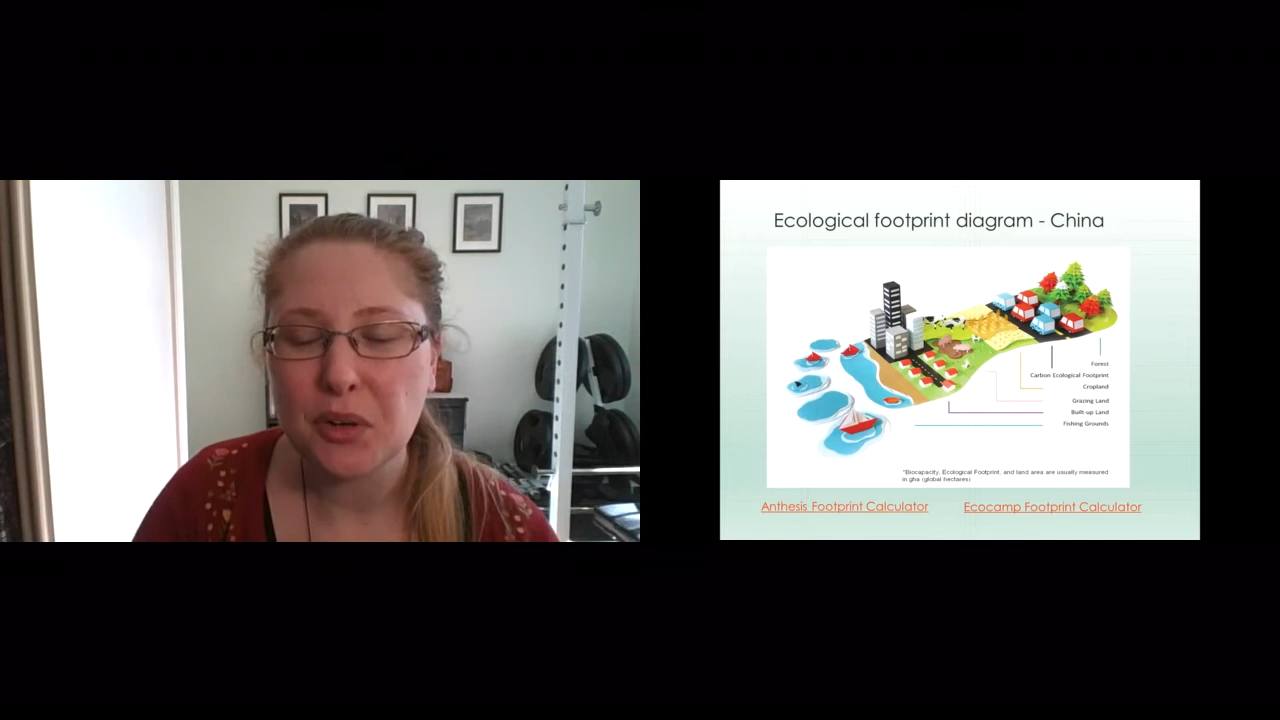 Ecological footprint diagram - China
Forest
Carbon Ecological Footprint
Cropland
Grazing Land
Built-up Land
Fishing Grounds
*Biocapacity, Ecological Footprint, and land area are usually measured
in gha (global hectares)
Anthesis Footprint Calculator
Ecocamp Footprint Calculator